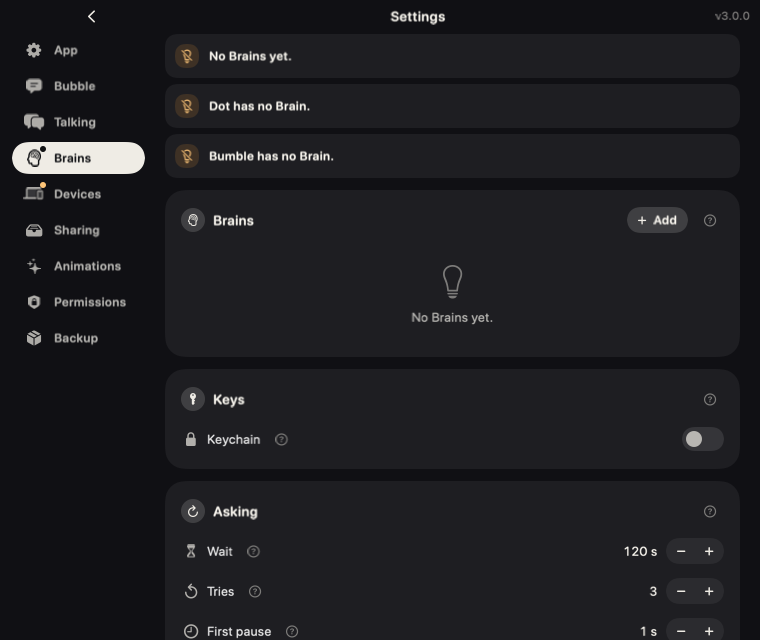 Settings
v3.0.0
App
Bubble
Talking
Brains
Devices
Sharing
Animations
Permissions
Backup
No Brains yet.
Dot has no Brain.
Bumble has no Brain.
Brains
+ Add
?
No Brains yet.
Keys
?
Keychain ?
Asking
?
Wait ? 120 s − +
Tries ? 3 − +
First pause ? 1 s − +